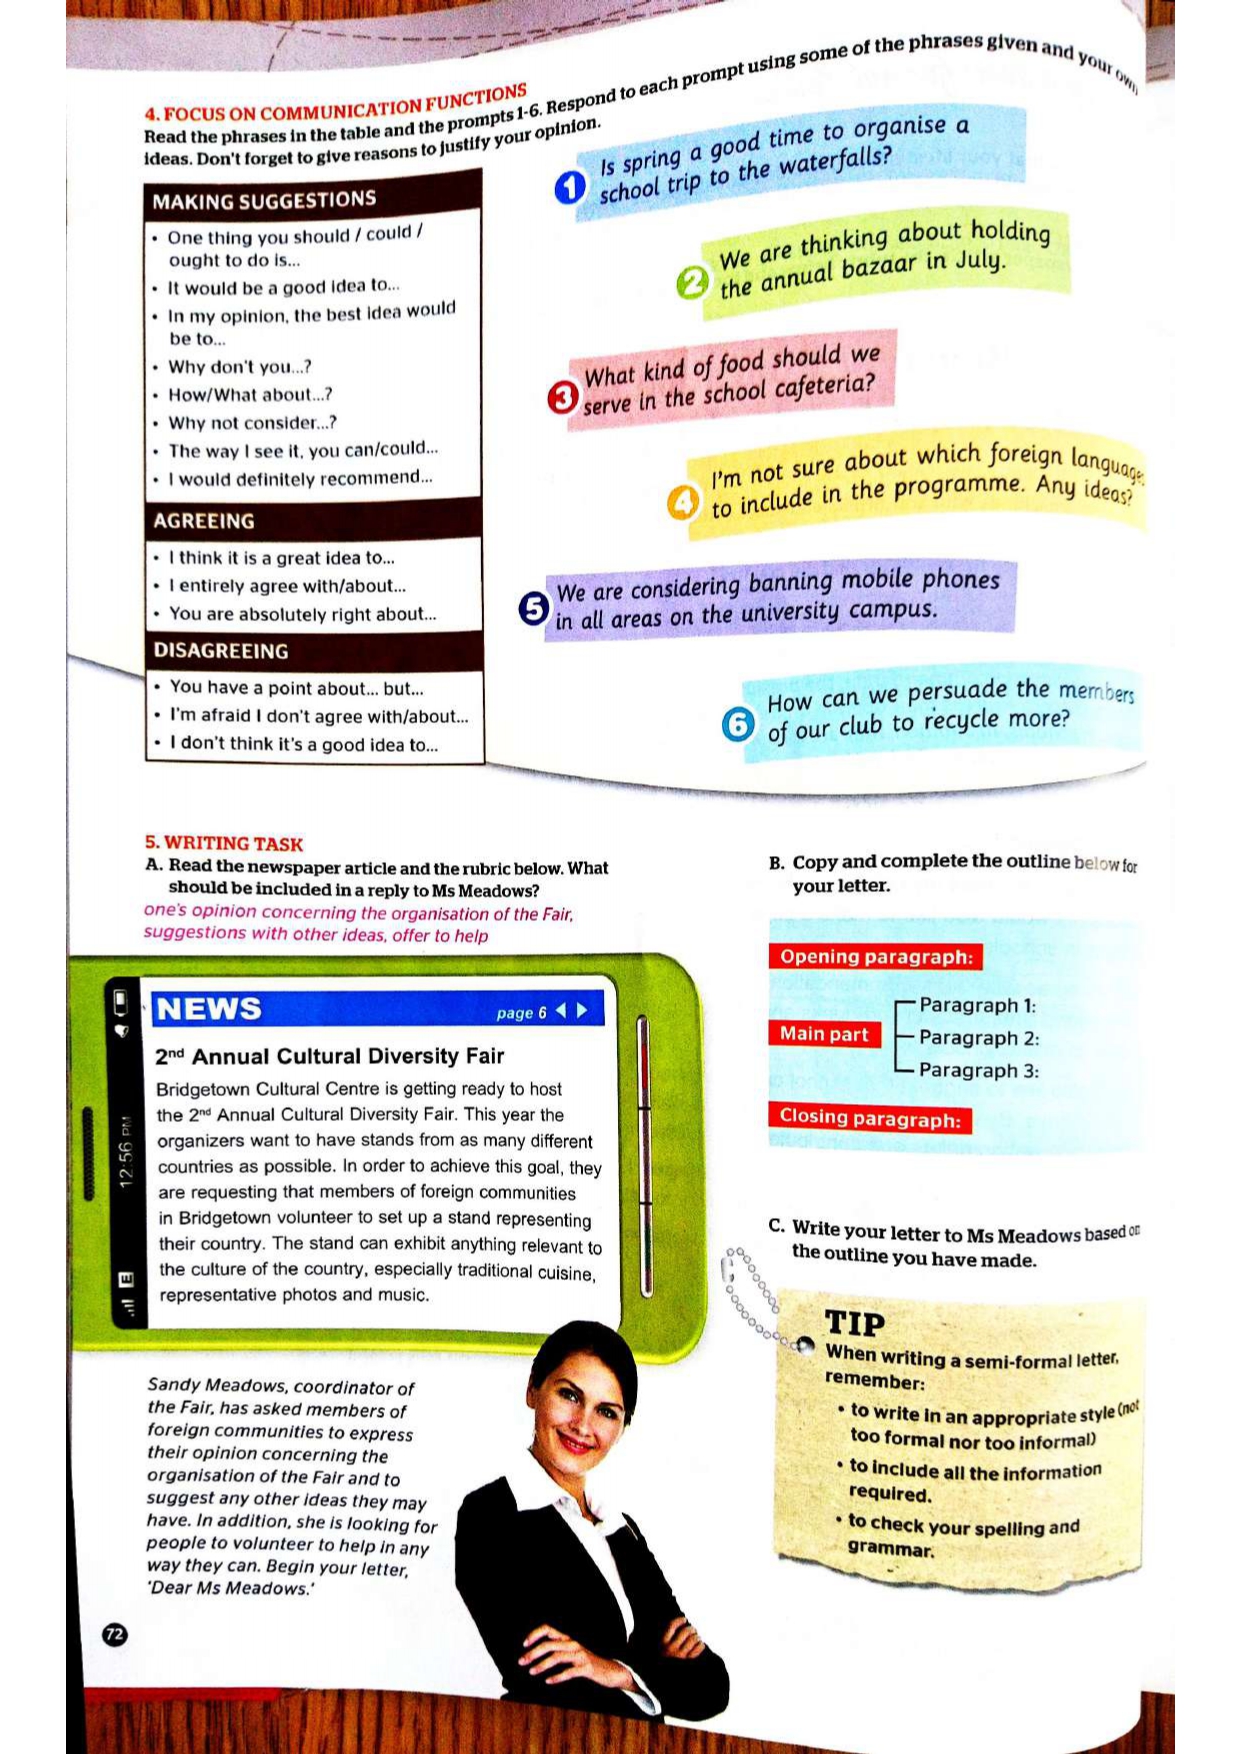 4. FOCUS ON COMMUNICATION FUNCTIONS
Read the phrases in the table and the prompts 1-6. Respond to each prompt using some of the phrases given and your own
ideas. Don't forget to give reasons to justify your opinion.
MAKING SUGGESTIONS
• One thing you should / could /
ought to do is...
• It would be a good idea to...
• In my opinion, the best idea would
be to...
• Why don't you...?
• How/What about...?
• Why not consider...?
• The way I see it, you can/could...
• I would definitely recommend...
AGREEING
• I think it is a great idea to...
• I entirely agree with/about...
• You are absolutely right about...
DISAGREEING
• You have a point about... but...
• I'm afraid I don't agree with/about...
• I don't think it's a good idea to...
1 Is spring a good time to organise a
school trip to the waterfalls?
2 We are thinking about holding
the annual bazaar in July.
3 What kind of food should we
serve in the school cafeteria?
4 I'm not sure about which foreign language
to include in the programme. Any ideas?
5 We are considering banning mobile phones
in all areas on the university campus.
6 How can we persuade the members
of our club to recycle more?
5. WRITING TASK
A. Read the newspaper article and the rubric below. What
should be included in a reply to Ms Meadows?
one's opinion concerning the organisation of the Fair,
suggestions with other ideas, offer to help
12:56 PM
E
NEWS
page 6
2nd Annual Cultural Diversity Fair
Bridgetown Cultural Centre is getting ready to host
the 2nd Annual Cultural Diversity Fair. This year the
organizers want to have stands from as many different
countries as possible. In order to achieve this goal, they
are requesting that members of foreign communities
in Bridgetown volunteer to set up a stand representing
their country. The stand can exhibit anything relevant to
the culture of the country, especially traditional cuisine,
representative photos and music.
Sandy Meadows, coordinator of
the Fair, has asked members of
foreign communities to express
their opinion concerning the
organisation of the Fair and to
suggest any other ideas they may
have. In addition, she is looking for
people to volunteer to help in any
way they can. Begin your letter,
'Dear Ms Meadows.'
B. Copy and complete the outline below for
your letter.
Opening paragraph:
Main part
Paragraph 1:
Paragraph 2:
Paragraph 3:
Closing paragraph:
C. Write your letter to Ms Meadows based on
the outline you have made.
TIP
When writing a semi-formal letter,
remember:
• to write in an appropriate style (not
too formal nor too informal)
• to include all the information
required.
• to check your spelling and
grammar.
72